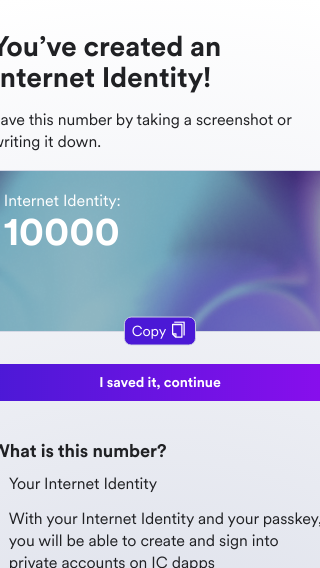 You’ve created an
Internet Identity!
ave this number by taking a screenshot or
writing it down.
Internet Identity:
10000
Copy
I saved it, continue
What is this number?
Your Internet Identity
With your Internet Identity and your passkey,
you will be able to create and sign into
private accounts on IC dapps